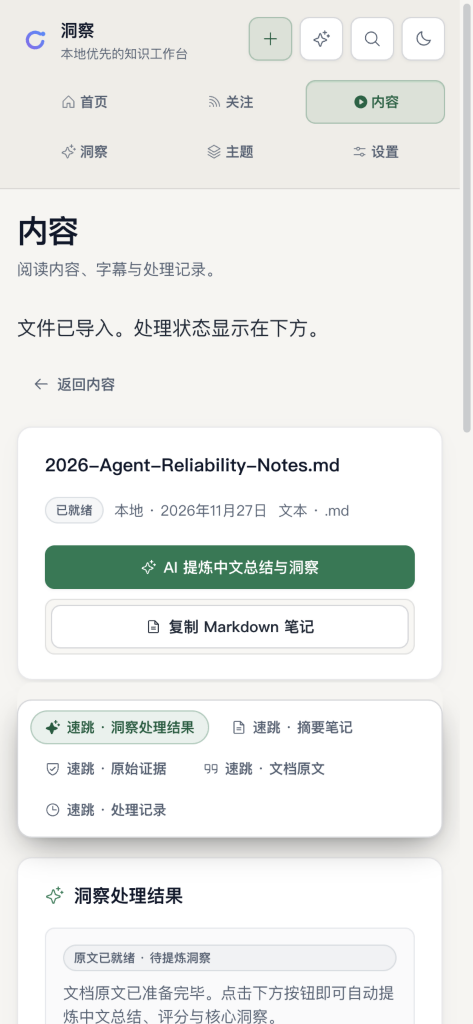 洞察
本地优先的知识工作台
首页
关注
内容
洞察
主题
设置
内容
阅读内容、字幕与处理记录。
文件已导入。处理状态显示在下方。
返回内容
2026-Agent-Reliability-Notes.md
已就绪 本地 · 2026年11月27日 文本 · .md
AI 提炼中文总结与洞察
复制 Markdown 笔记
速跳 · 洞察处理结果
速跳 · 摘要笔记
速跳 · 原始证据
速跳 · 文档原文
速跳 · 处理记录
洞察处理结果
原文已就绪 · 待提炼洞察
文档原文已准备完毕。点击下方按钮即可自动提
炼中文总结、评分与核心洞察。